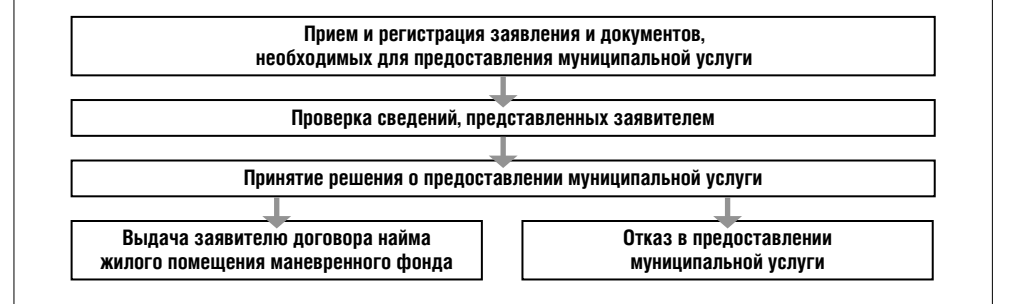 Прием и регистрация заявления и документов,
необходимых для предоставления муниципальной услуги
Проверка сведений, представленных заявителем
Принятие решения о предоставлении муниципальной услуги
Выдача заявителю договора найма
жилого помещения маневренного фонда
Отказ в предоставлении
муниципальной услуги